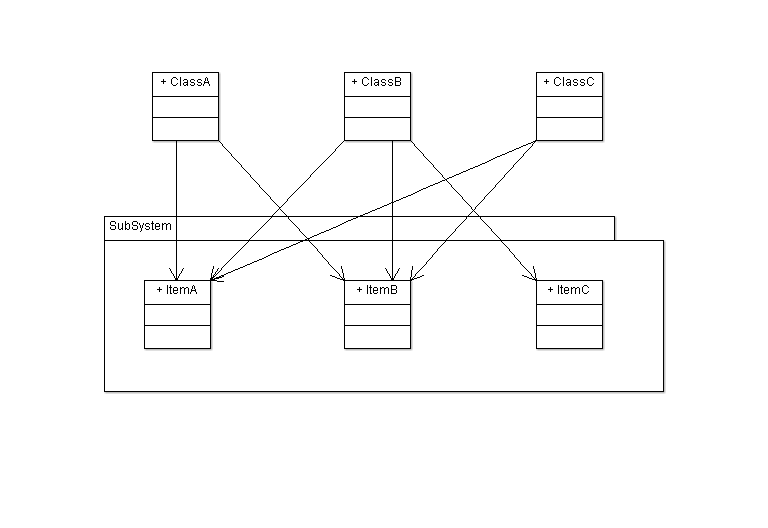 + ClassA
+ ClassB
+ ClassC
SubSystem
+ ItemA
+ ItemB
+ ItemC